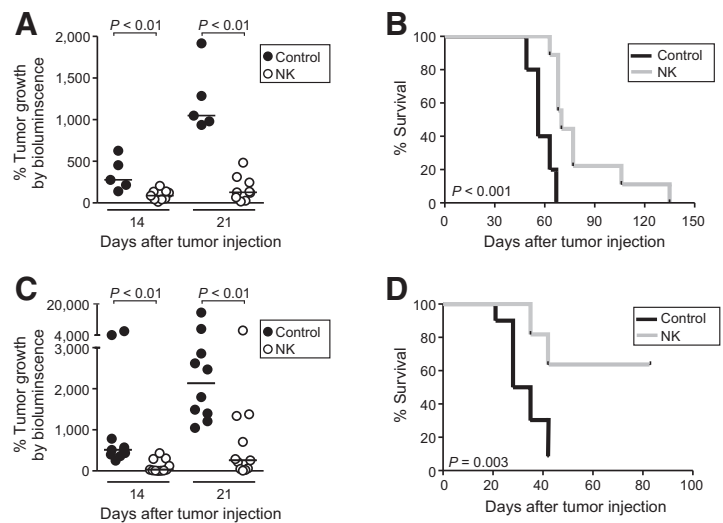 A
P < 0.01
P < 0.01
2,000
1,500
1,000
500
0
% Tumor growth
by bioluminscence
Control
NK
14
21
Days after tumor injection
B
100
80
60
40
20
0
% Survival
Control
NK
P < 0.001
0 30 60 90 120 150
Days after tumor injection
C
P < 0.01
P < 0.01
20,000
4,000
3,000
2,000
1,000
0
% Tumor growth
by bioluminscence
Control
NK
14
21
Days after tumor injection
D
100
80
60
40
20
0
% Survival
Control
NK
P = 0.003
0 20 40 60 80 100
Days after tumor injection